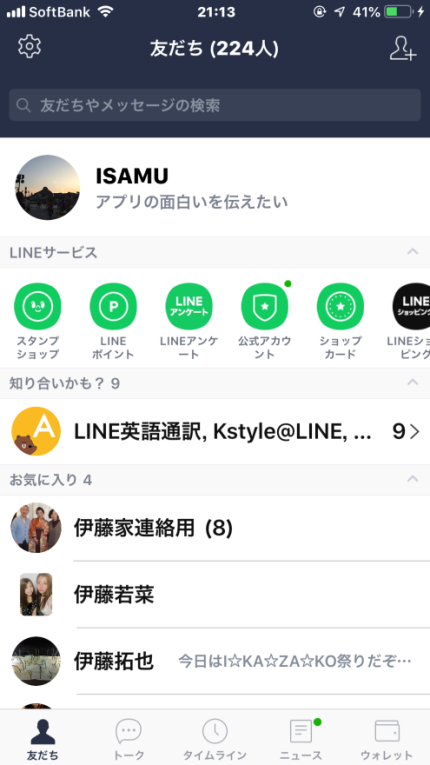 SoftBank 21:13 41%
友だち (224人)
友だちやメッセージの検索
ISAMU
アプリの面白いを伝えたい
LINEサービス
LINE
アンケート
LINE
ショッピング
P
スタンプ
ショップ
LINE
ポイント
LINEアンケ
ート
公式アカウ
ント
ショップ
カード
LINEショ
ピング
知り合いかも? 9
A
LINE英語通訳, Kstyle@LINE, ... 9
お気に入り 4
伊藤家連絡用 (8)
伊藤若菜
伊藤拓也 今日はI☆KA☆ZA☆KO祭りだぞ…
友だち
トーク
タイムライン
ニュース
ウォレット